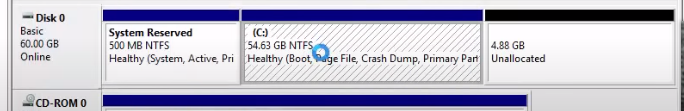 Disk 0
Basic
60.00 GB
Online
System Reserved
500 MB NTFS
Healthy (System, Active, Pri
(C:)
54.63 GB NTFS
Healthy (Boot, Page File, Crash Dump, Primary Part
4.88 GB
Unallocated
CD-ROM 0